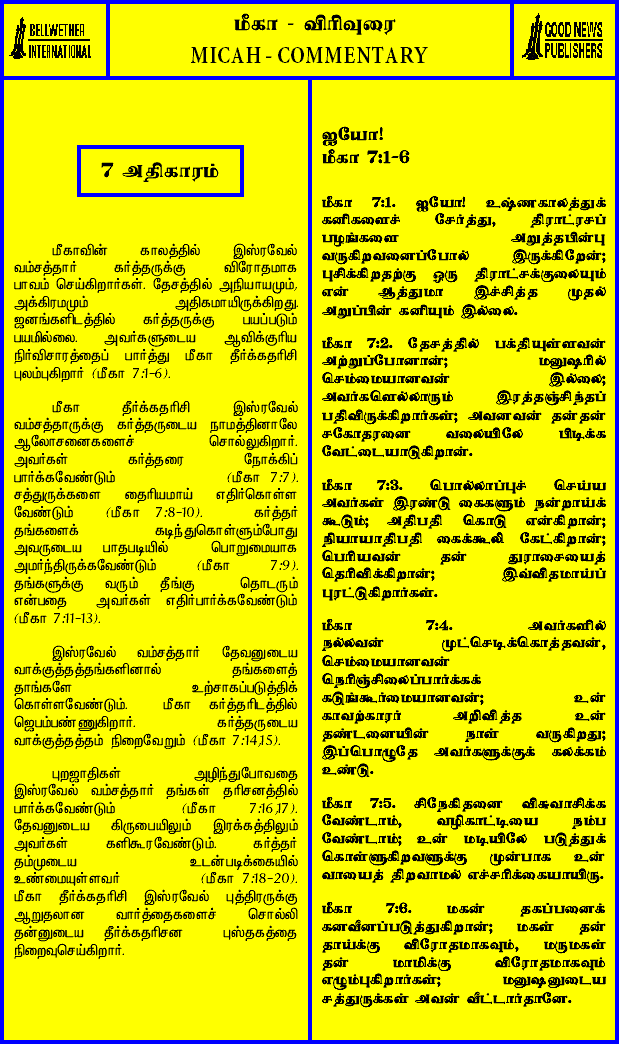 BELLWETHER
INTERNATIONAL
மீகா - விரிவுரை
MICAH - COMMENTARY
GOOD NEWS
PUBLISHERS
7 அதிகாரம்
மீகாவின் காலத்தில் இஸ்ரவேல்
வம்சத்தார் கர்த்தருக்கு விரோதமாக
பாவம் செய்கிறார்கள். தேசத்தில் அநியாயமும்,
அக்கிரமமும் அதிகமாயிருக்கிறது.
ஜனங்களிடத்தில் கர்த்தருக்கு பயப்படும்
பயமில்லை. அவர்களுடைய ஆவிக்குரிய
நிர்விசாரத்தைப் பார்த்து மீகா தீர்க்கதரிசி
புலம்புகிறார் (மீகா 7:1-6).
மீகா தீர்க்கதரிசி இஸ்ரவேல்
வம்சத்தாருக்கு கர்த்தருடைய நாமத்தினாலே
ஆலோசனைகளைச் சொல்லுகிறார்.
அவர்கள் கர்த்தரை நோக்கிப்
பார்க்கவேண்டும் (மீகா 7:7).
சத்துருக்களை தைரியமாய் எதிர்கொள்ள
வேண்டும் (மீகா 7:8-10). கர்த்தர்
தங்களைக் கடிந்துகொள்ளும்போது
அவருடைய பாதபடியில் பொறுமையாக
அமர்ந்திருக்கவேண்டும் (மீகா 7:9).
தங்களுக்கு வரும் தீங்கு தொடரும்
என்பதை அவர்கள் எதிர்பார்க்கவேண்டும்
(மீகா 7:11-13).
இஸ்ரவேல் வம்சத்தார் தேவனுடைய
வாக்குத்தத்தங்களினால் தங்களைத்
தாங்களே உற்சாகப்படுத்திக்
கொள்ளவேண்டும். மீகா கர்த்தரிடத்தில்
ஜெபம்பண்ணுகிறார். கர்த்தருடைய
வாக்குத்தத்தம் நிறைவேறும் (மீகா 7:14,15).
புறஜாதிகள் அழிந்துபோவதை
இஸ்ரவேல் வம்சத்தார் தங்கள் தரிசனத்தில்
பார்க்கவேண்டும் (மீகா 7:16,17).
தேவனுடைய கிருபையிலும் இரக்கத்திலும்
அவர்கள் களிகூரவேண்டும். கர்த்தர்
தம்முடைய உடன்படிக்கையில்
உண்மையுள்ளவர் (மீகா 7:18-20).
மீகா தீர்க்கதரிசி இஸ்ரவேல் புத்திரருக்கு
ஆறுதலான வார்த்தைகளைச் சொல்லி
தன்னுடைய தீர்க்கதரிசன புஸ்தகத்தை
நிறைவுசெய்கிறார்.
ஐயோ!
மீகா 7:1-6
மீகா 7:1. ஐயோ! உஷ்ணகாலத்துக்
கனிகளைச் சேர்த்து, திராட்ரசப்
பழங்களை அறுத்தபின்பு
வருகிறவனைப்போல் இருக்கிறேன்;
புசிக்கிறதற்கு ஒரு திராட்சக்குலையும்
என் ஆத்துமா இச்சித்த முதல்
அறுப்பின் கனியும் இல்லை.
மீகா 7:2. தேசத்தில் பக்தியுள்ளவன்
அற்றுப்போனான்; மனுஷரில்
செம்மையானவன் இல்லை;
அவர்களெல்லாரும் இரத்தஞ்சிந்தப்
பதிவிருக்கிறார்கள்; அவனவன் தன்தன்
சகோதரனை வலையிலே பிடிக்க
வேட்டையாடுகிறான்.
மீகா 7:3. பொல்லாப்புச் செய்ய
அவர்கள் இரண்டு கைகளும் நன்றாய்க்
கூடும்; அதிபதி கொடு என்கிறான்;
நியாயாதிபதி கைக்கூலி கேட்கிறான்;
பெரியவன் தன் துராசையைத்
தெரிவிக்கிறான்; இவ்விதமாய்ப்
புரட்டுகிறார்கள்.
மீகா 7:4. அவர்களில்
நல்லவன் முட்செடிக்கொத்தவன்,
செம்மையானவன்
நெரிஞ்சிலைப்பார்க்கக்
கடுங்கூர்மையானவன்; உன்
காவற்காரர் அறிவித்த உன்
தண்டனையின் நாள் வருகிறது;
இப்பொழுதே அவர்களுக்குக் கலக்கம்
உண்டு.
மீகா 7:5. சிநேகிதனை விசுவாசிக்க
வேண்டாம், வழிகாட்டியை நம்ப
வேண்டாம்; உன் மடியிலே படுத்துக்
கொள்ளுகிறவளுக்கு முன்பாக உன்
வாயைத் திறவாமல் எச்சரிக்கையாயிரு.
மீகா 7:6. மகன் தகப்பனைக்
கனவீனப்படுத்துகிறான்; மகள் தன்
தாய்க்கு விரோதமாகவும், மருமகள்
தன் மாமிக்கு விரோதமாகவும்
எழும்புகிறார்கள்; மனுஷனுடைய
சத்துருக்கள் அவன் வீட்டார்தானே.